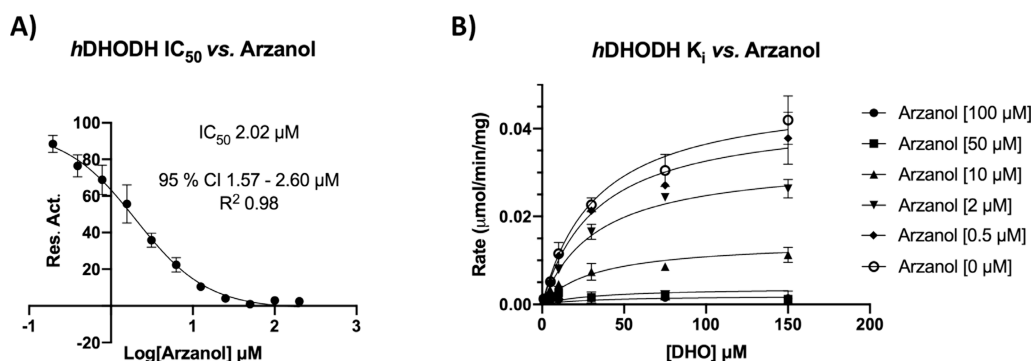 A)
hDHODH IC50 vs. Arzanol
100
80
60
40
20
-20
-1
1
2
3
Res. Act.
Log[Arzanol] µM
IC50 2.02 µM
95 % CI 1.57 - 2.60 µM
R2 0.98
B)
hDHODH Ki vs. Arzanol
0.04
0.02
0.00
0
50
100
150
200
Rate (µmol/min/mg)
[DHO] µM
Arzanol [100 µM]
Arzanol [50 µM]
Arzanol [10 µM]
Arzanol [2 µM]
Arzanol [0.5 µM]
Arzanol [0 µM]